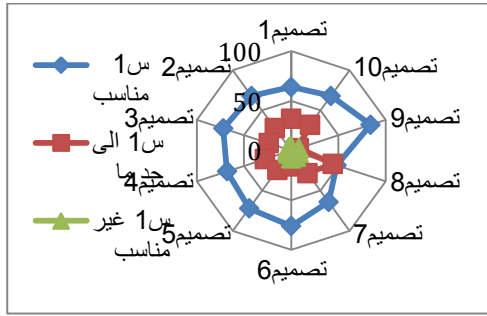 س1
مناسب
س1 الى
حد ما
س1 غير
مناسب
100
50
0
تصميم1
تصميم2
تصميم3
تصميم4
تصميم5
تصميم6
تصميم7
تصميم8
تصميم9
تصميم10